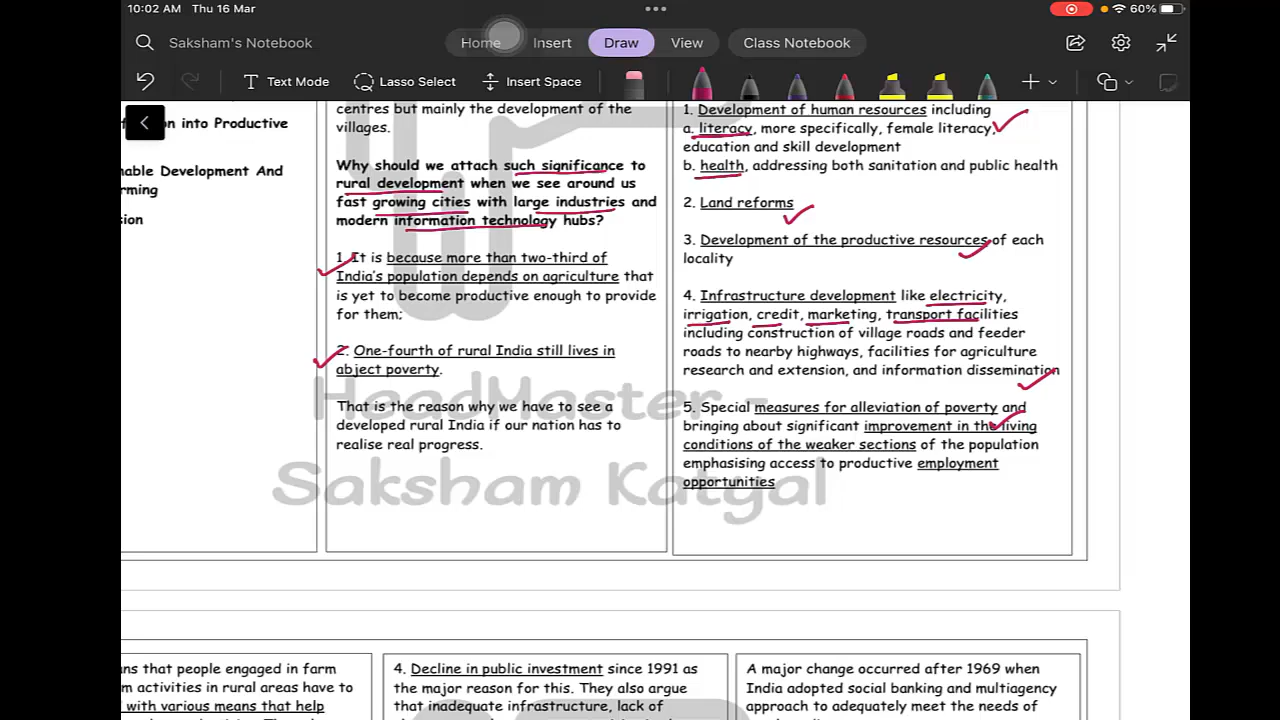 10:02 AM Thu 16 Mar
60%
Saksham's Notebook
Home
Insert
Draw
View
Class Notebook
Text Mode
Lasso Select
Insert Space
on into Productive
nable Development And
rming
sion
centres but mainly the development of the
villages.
Why should we attach such significance to
rural development when we see around us
fast growing cities with large industries and
modern information technology hubs?
1. It is because more than two-third of
India's population depends on agriculture that
is yet to become productive enough to provide
for them;
2. One-fourth of rural India still lives in
abject poverty.
That is the reason why we have to see a
developed rural India if our nation has to
realise real progress.
1. Development of human resources including
a. literacy, more specifically, female literacy,
education and skill development
b. health, addressing both sanitation and public health
2. Land reforms
3. Development of the productive resources of each
locality
4. Infrastructure development like electricity,
irrigation, credit, marketing, transport facilities
including construction of village roads and feeder
roads to nearby highways, facilities for agriculture
research and extension, and information dissemination
5. Special measures for alleviation of poverty and
bringing about significant improvement in the living
conditions of the weaker sections of the population
emphasising access to productive employment
opportunities
HeadMaster -
Saksham Katyal
ns that people engaged in farm
m activities in rural areas have to
with various means that help
4. Decline in public investment since 1991 as
the major reason for this. They also argue
that inadequate infrastructure, lack of
A major change occurred after 1969 when
India adopted social banking and multiagency
approach to adequately meet the needs of